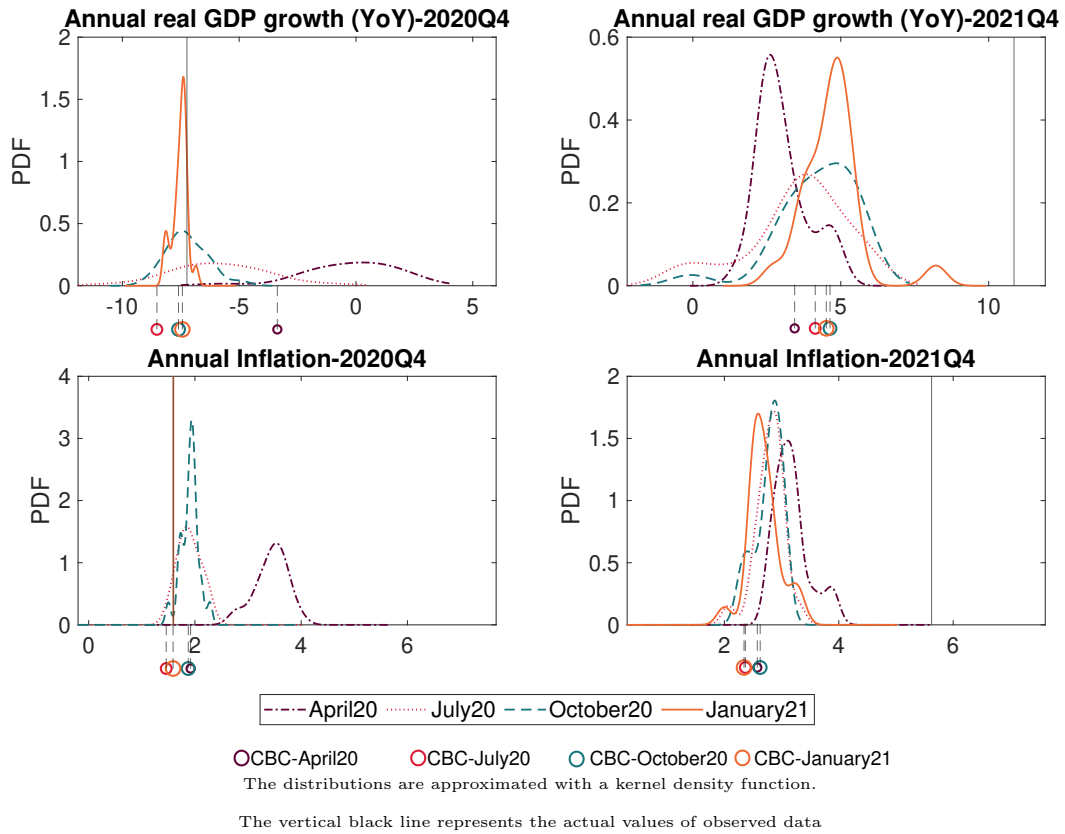 Annual real GDP growth (YoY)-2020Q4
PDF
2
1.5
1
0.5
0
-10 -5 0 5
Annual real GDP growth (YoY)-2021Q4
PDF
0.6
0.4
0.2
0
0 5 10
Annual Inflation-2020Q4
PDF
4
3
2
1
0
0 2 4 6
Annual Inflation-2021Q4
PDF
2
1.5
1
0.5
0
2 4 6
April20 July20 October20 January21
CBC-April20 CBC-July20 CBC-October20 CBC-January21
The distributions are approximated with a kernel density function.
The vertical black line represents the actual values of observed data